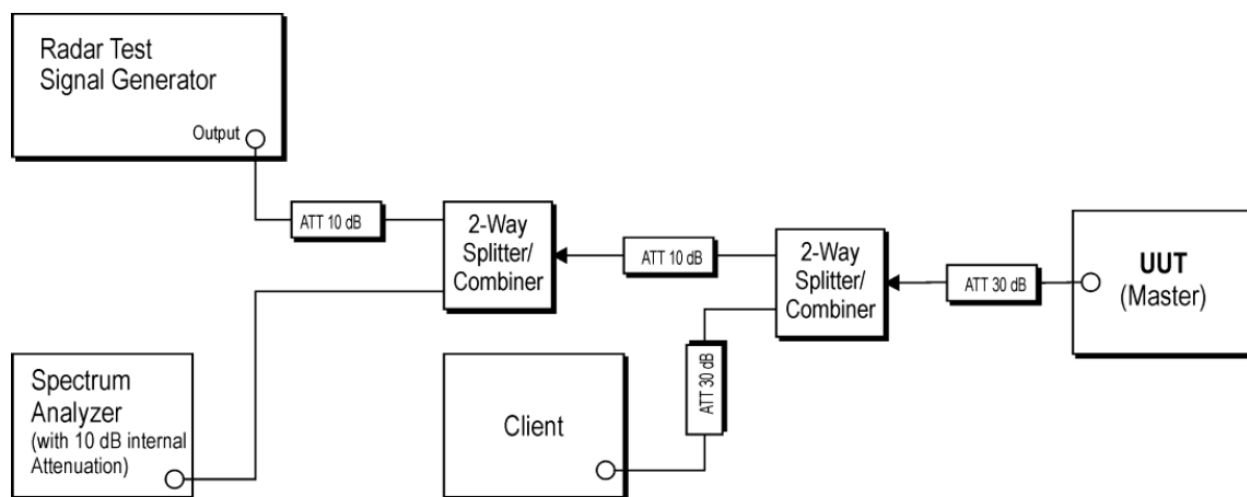 Radar Test
Signal Generator
Output
ATT 10 dB
2-Way
Splitter/
Combiner
ATT 10 dB
2-Way
Splitter/
Combiner
ATT 30 dB
UUT
(Master)
Spectrum
Analyzer
(with 10 dB internal
Attenuation)
Client
ATT 30 dB